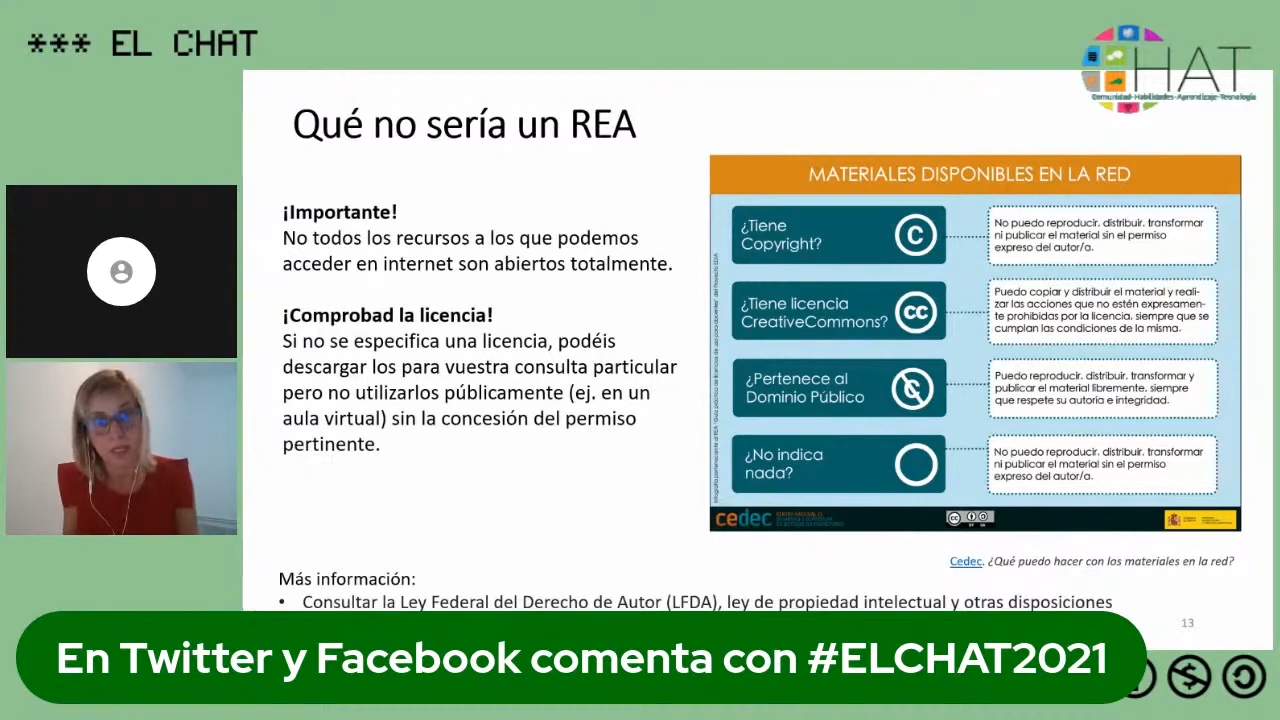 *** EL CHAT
HAT
Comunidad - Habilidades - Aprendizaje - Tecnología
Qué no sería un REA
¡Importante!
No todos los recursos a los que podemos
acceder en internet son abiertos totalmente.
¡Comprobad la licencia!
Si no se especifica una licencia, podéis
descargar los para vuestra consulta particular
pero no utilizarlos públicamente (ej. en un
aula virtual) sin la concesión del permiso
pertinente.
MATERIALES DISPONIBLES EN LA RED
¿Tiene
Copyright?
C
No puedo reproducir, distribuir, transformar
ni publicar el material sin el permiso
expreso del autor/a.
¿Tiene licencia
CreativeCommons?
cc
Puedo copiar y distribuir el material y reali-
zar las acciones que no estén expresamen-
te prohibidas por la licencia, siempre que se
cumplan las condiciones de la misma.
¿Pertenece al
Dominio Público
C
Puedo reproducir, distribuir, transformar y
publicar el material libremente, siempre
que respete su autoría e integridad.
¿No indica
nada?
No puedo reproducir, distribuir, transformar
ni publicar el material sin el permiso
expreso del autor/a.
cedec
cc
BY SA
Cedec. ¿Qué puedo hacer con los materiales en la red?
Más información:
• Consultar la Ley Federal del Derecho de Autor (LFDA), ley de propiedad intelectual y otras disposiciones
13
En Twitter y Facebook comenta con #ELCHAT2021